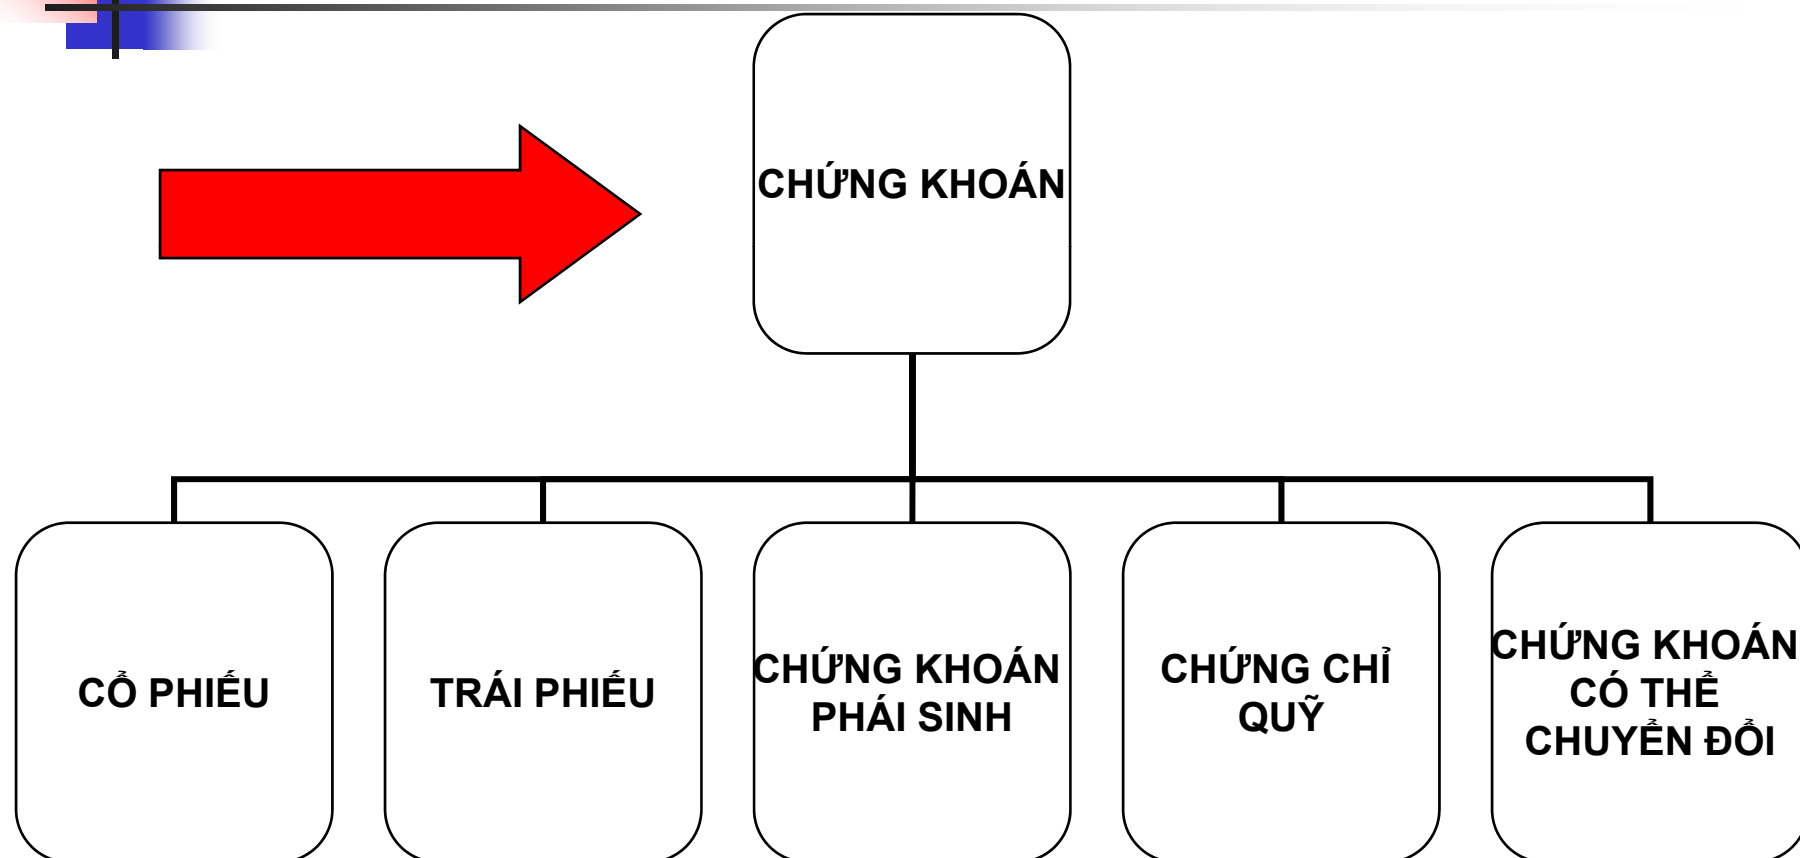 CHỨNG KHOÁN
CỔ PHIẾU
TRÁI PHIẾU
CHỨNG KHOÁN
PHÁI SINH
CHỨNG CHỈ
QUỸ
CHỨNG KHOÁN
CÓ THỂ
CHUYỂN ĐỔI